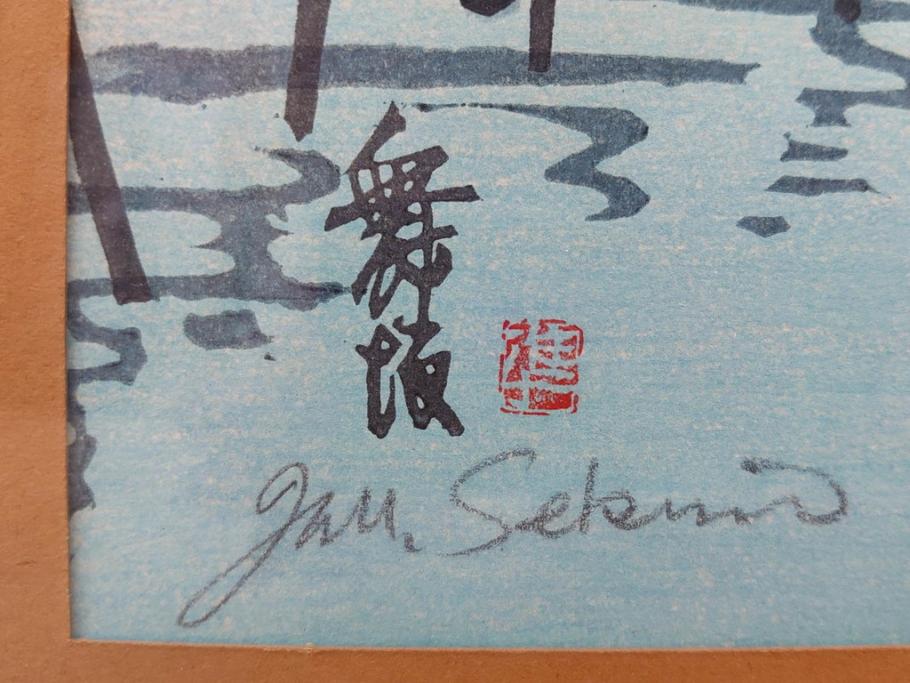 舞阪
Jun. Sekino